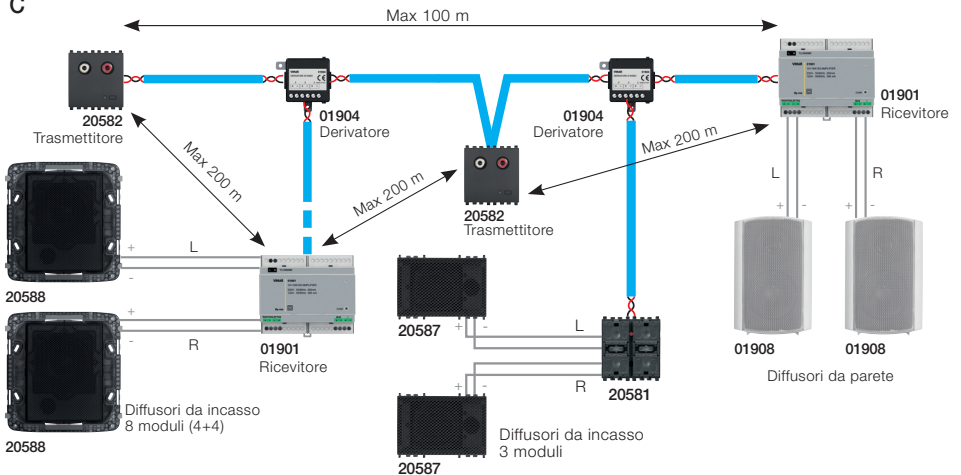 C
Max 100 m
20582
Trasmettitore
01904
Derivatore
01904
Derivatore
01901
Ricevitore
Max 200 m
Max 200 m
Max 200 m
20582
Trasmettitore
L
R
+ -
+ -
+
L
-
20588
+
-
R
20588
01901
Ricevitore
Diffusori da incasso
8 moduli (4+4)
20587
+ -
L
+ -
R
20587
20581
Diffusori da incasso
3 moduli
01908
01908
Diffusori da parete